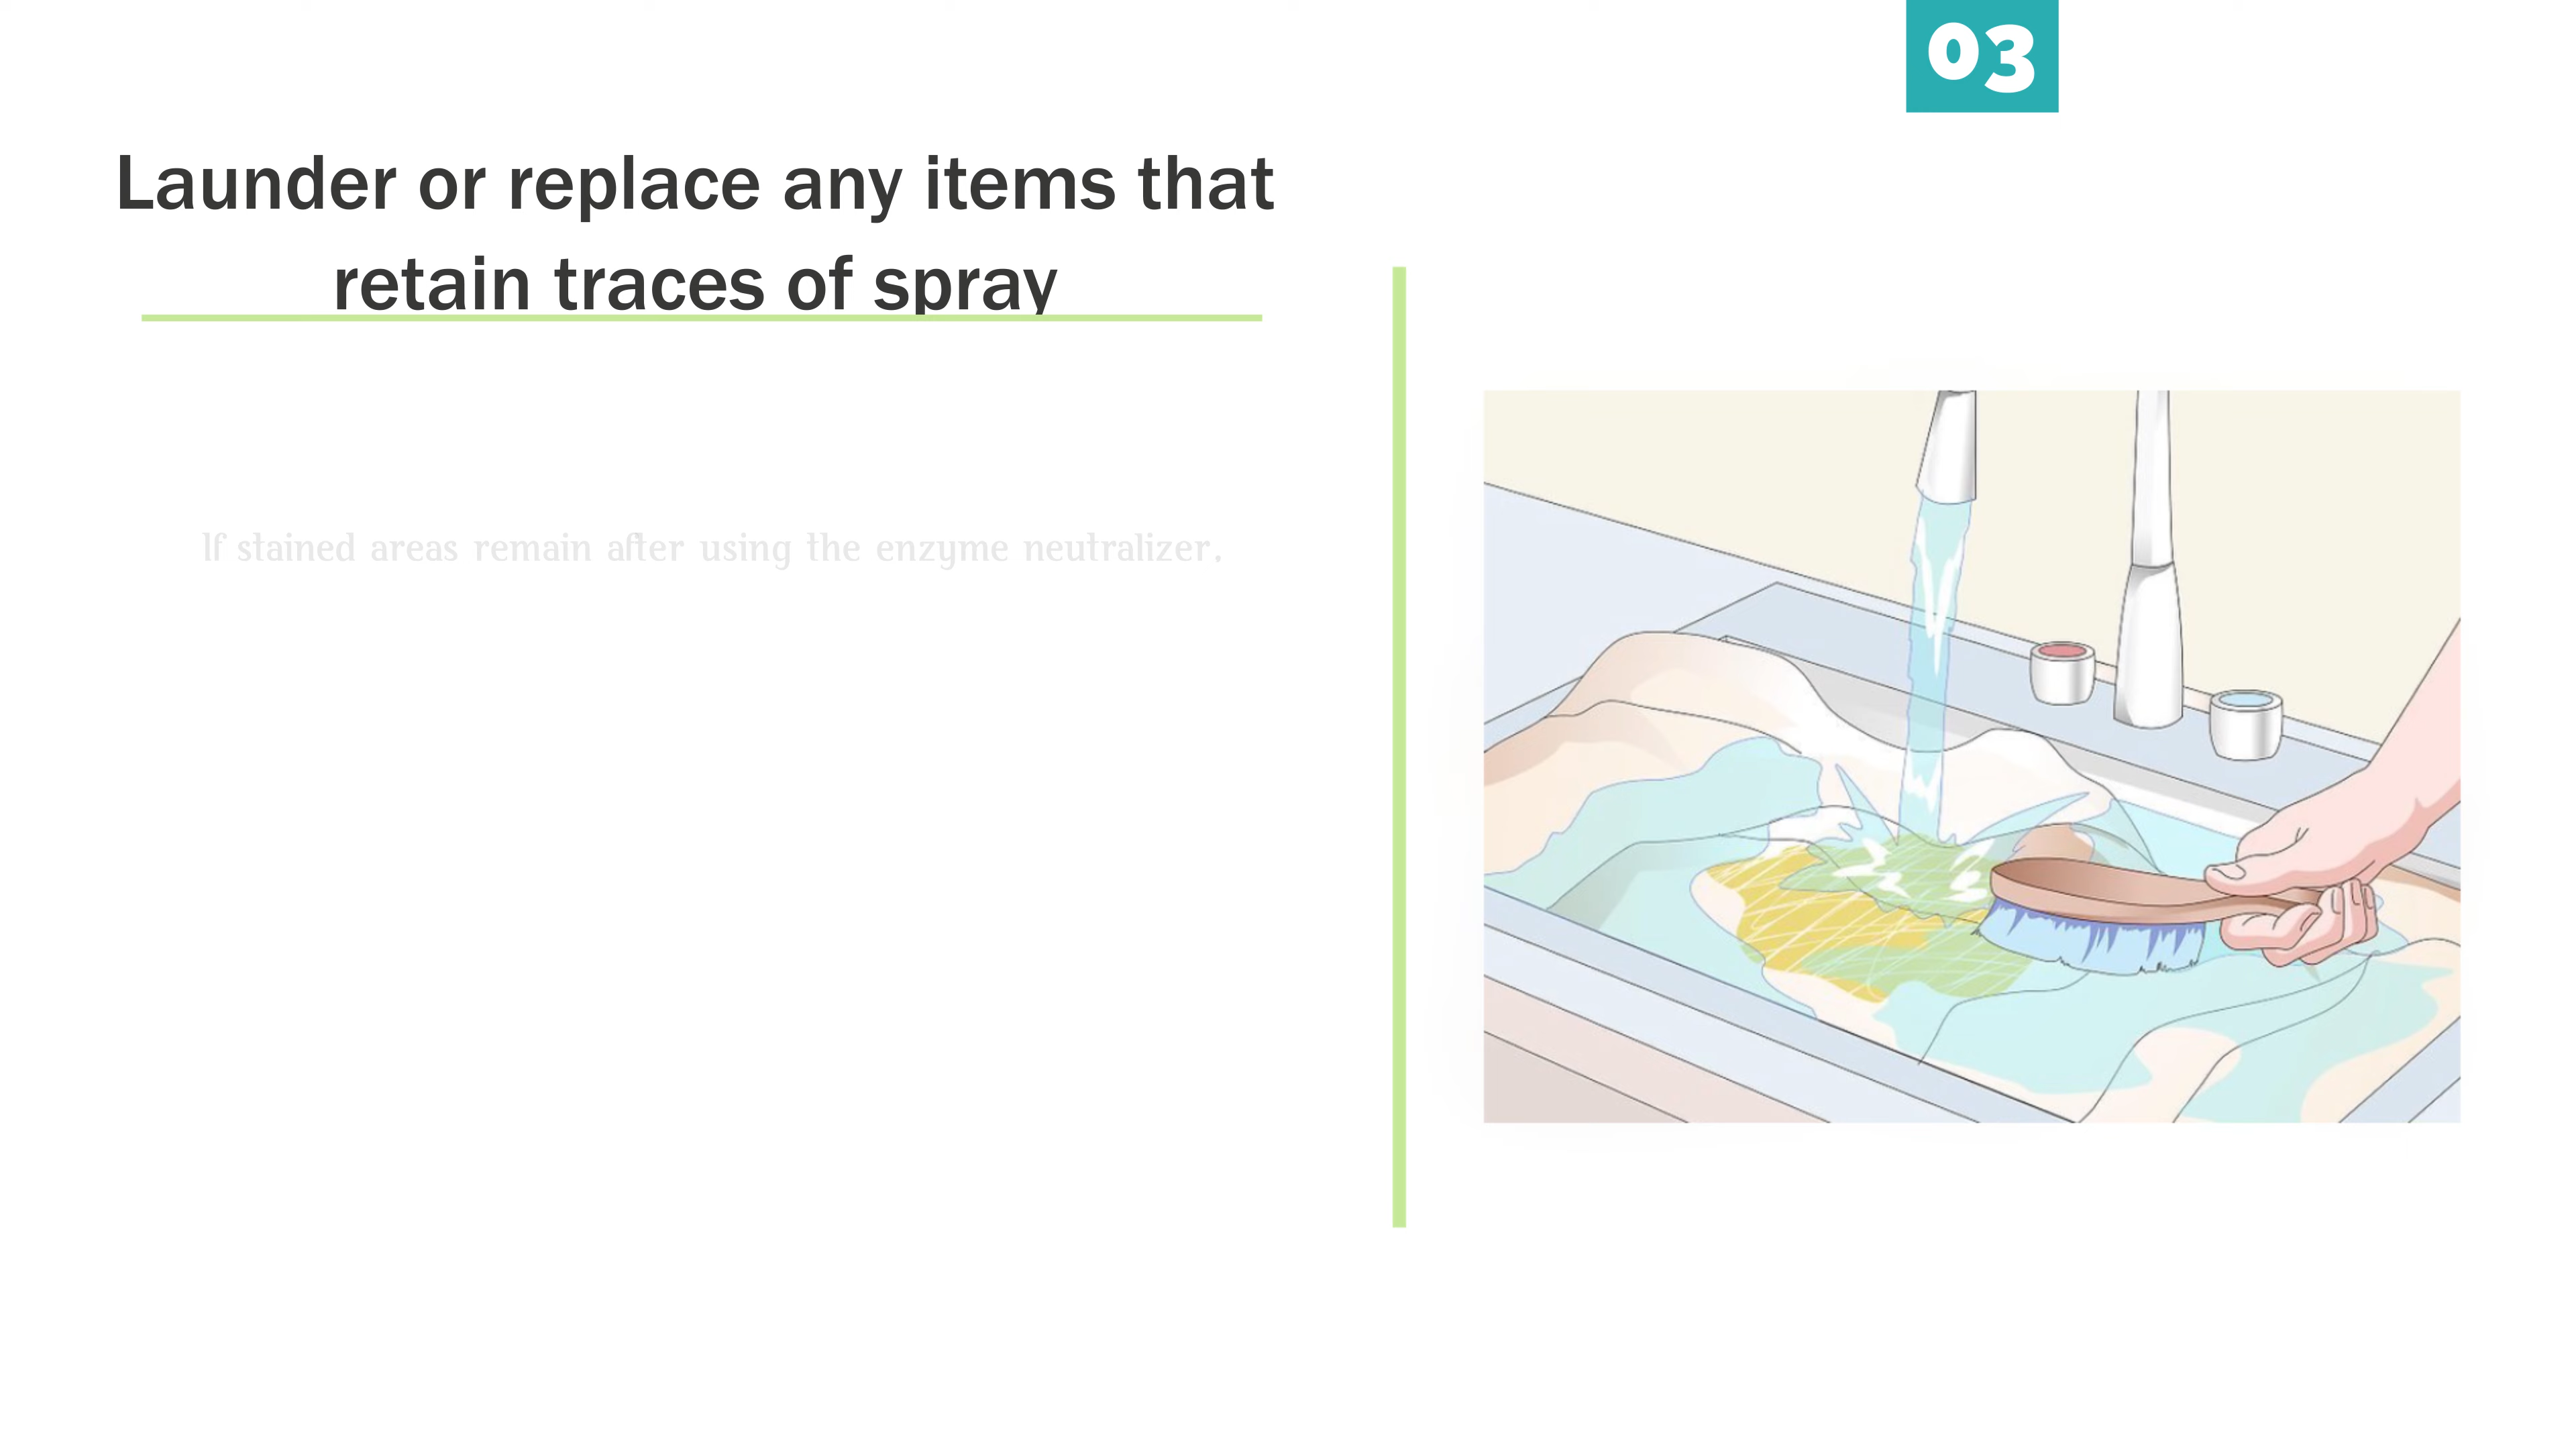 03
Launder or replace any items that
retain traces of spray
If stained areas remain after using the enzyme neutralizer.